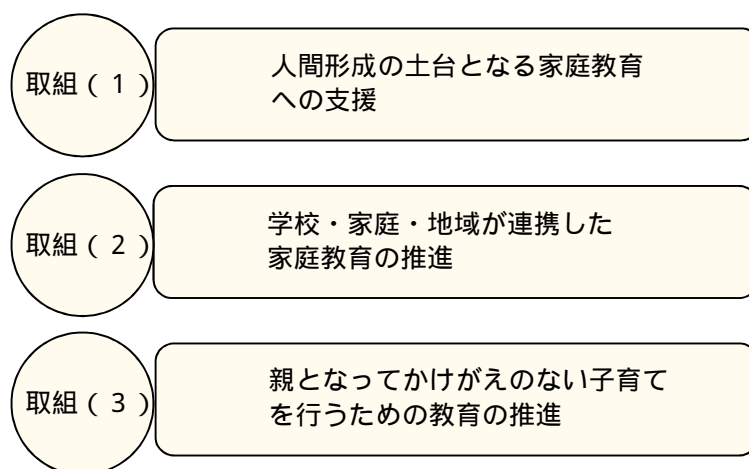 取組(1)
人間形成の土台となる家庭教育
への支援
取組(2)
学校・家庭・地域が連携した
家庭教育の推進
取組(3)
親となってかけがえのない子育て
を行うための教育の推進